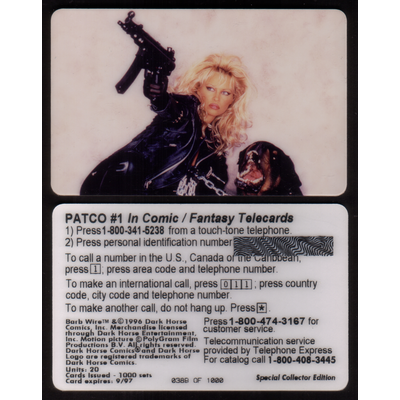 PATCO #1 In Comic / Fantasy Telecards
1) Press 1-800-341-5238 from a touch-tone telephone.
2) Press personal identification number
To call a number in the U.S., Canada or the Caribbean,
press 1; press area code and telephone number.
To make an international call, press 011; press country
code, city code and telephone number.
To make another call, do not hang up. Press *.
Barb Wire™ &©1996 Dark Horse
Comics, Inc. Merchandise licensed
through Dark Horse Entertainment,
Inc. Motion picture ©PolyGram Film
Productions B.V. All rights reserved.
Dark Horse Comics® and Dark Horse
Logo are registered trademarks of
Dark Horse Comics, Inc.
Units: 20
Cards Issued - 1000 sets
Card expires: 9/97
Press 1-800-474-3167 for
customer service.
Telecommunication service
provided by Telephone Express
For catalog call 1-800-408-3445
0386 OF 1000
Special Collector Edition